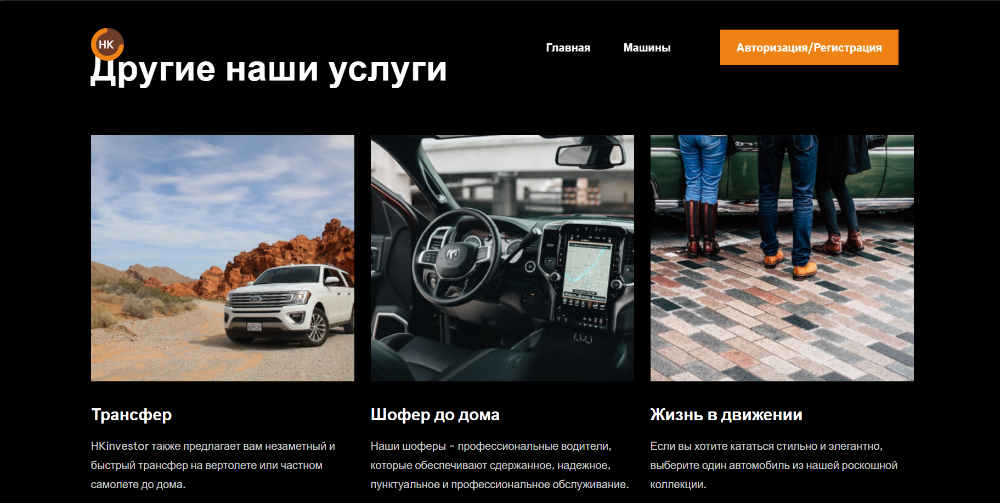 HK
Главная
Машины
Авторизация/Регистрация
Другие наши услуги
Трансфер
HKinvestor также предлагает вам незаметный и
быстрый трансфер на вертолете или частном
самолете до дома.
Шофер до дома
Наши шоферы - профессиональные водители,
которые обеспечивают сдержанное, надежное,
пунктуальное и профессиональное обслуживание.
Жизнь в движении
Если вы хотите кататься стильно и элегантно,
выберите один автомобиль из нашей роскошной
коллекции.